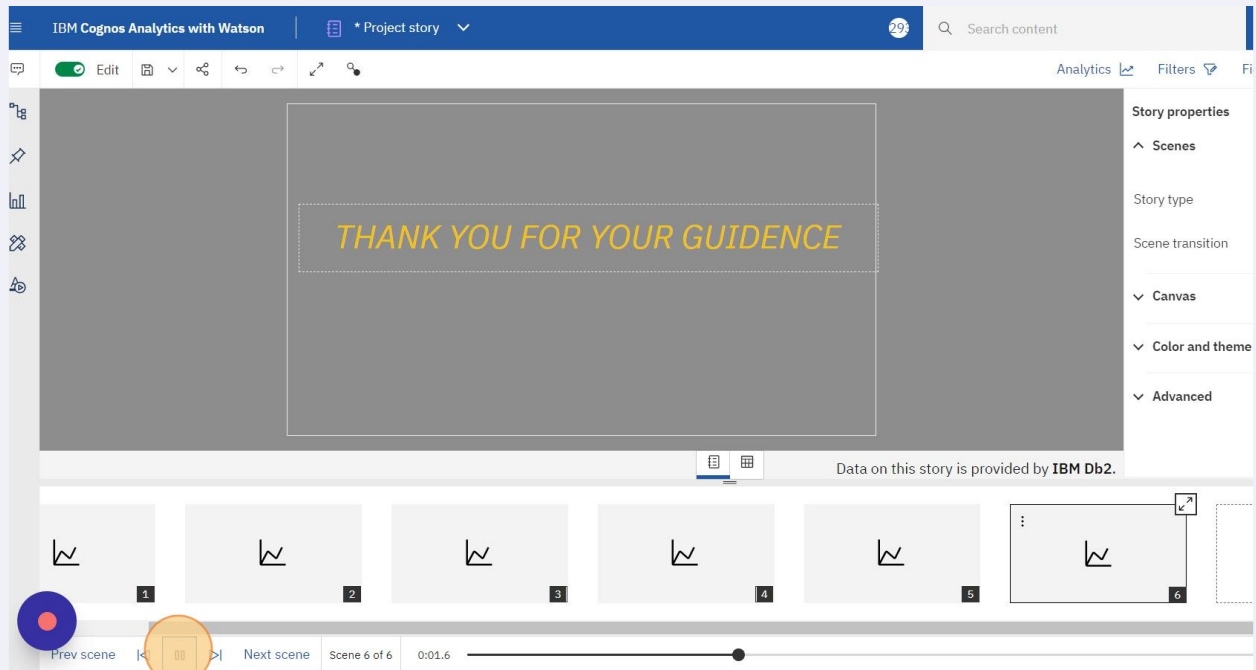 IBM Cognos Analytics with Watson
* Project story
293
Search content
Edit
Analytics
Filters
Fi
Story properties
Scenes
THANK YOU FOR YOUR GUIDENCE
Story type
Scene transition
Canvas
Color and theme
Advanced
Data on this story is provided by IBM Db2.
1
2
3
4
5
6
Prev scene
Next scene
Scene 6 of 6
0:01.6